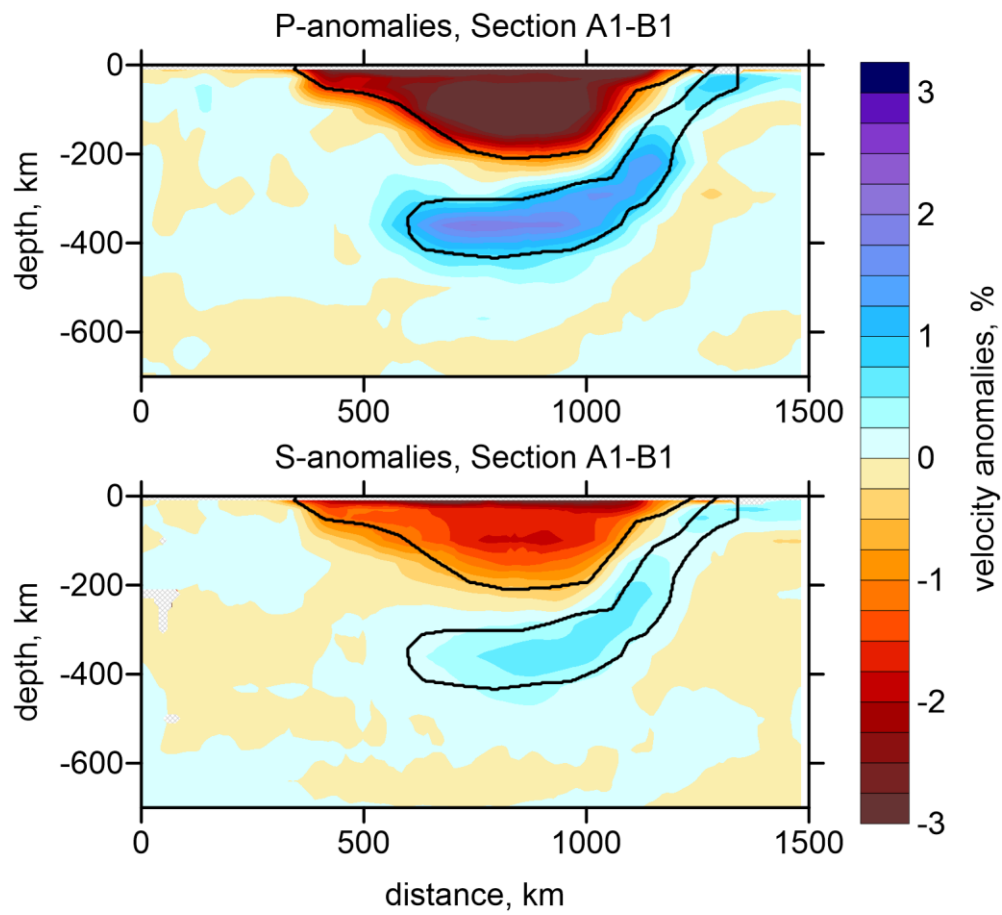 P-anomalies, Section A1-B1
0
-200
-400
-600
depth, km
0 500 1000 1500
S-anomalies, Section A1-B1
0
-200
-400
-600
depth, km
0 500 1000 1500
distance, km
3
2
1
0
-1
-2
-3
velocity anomalies, %